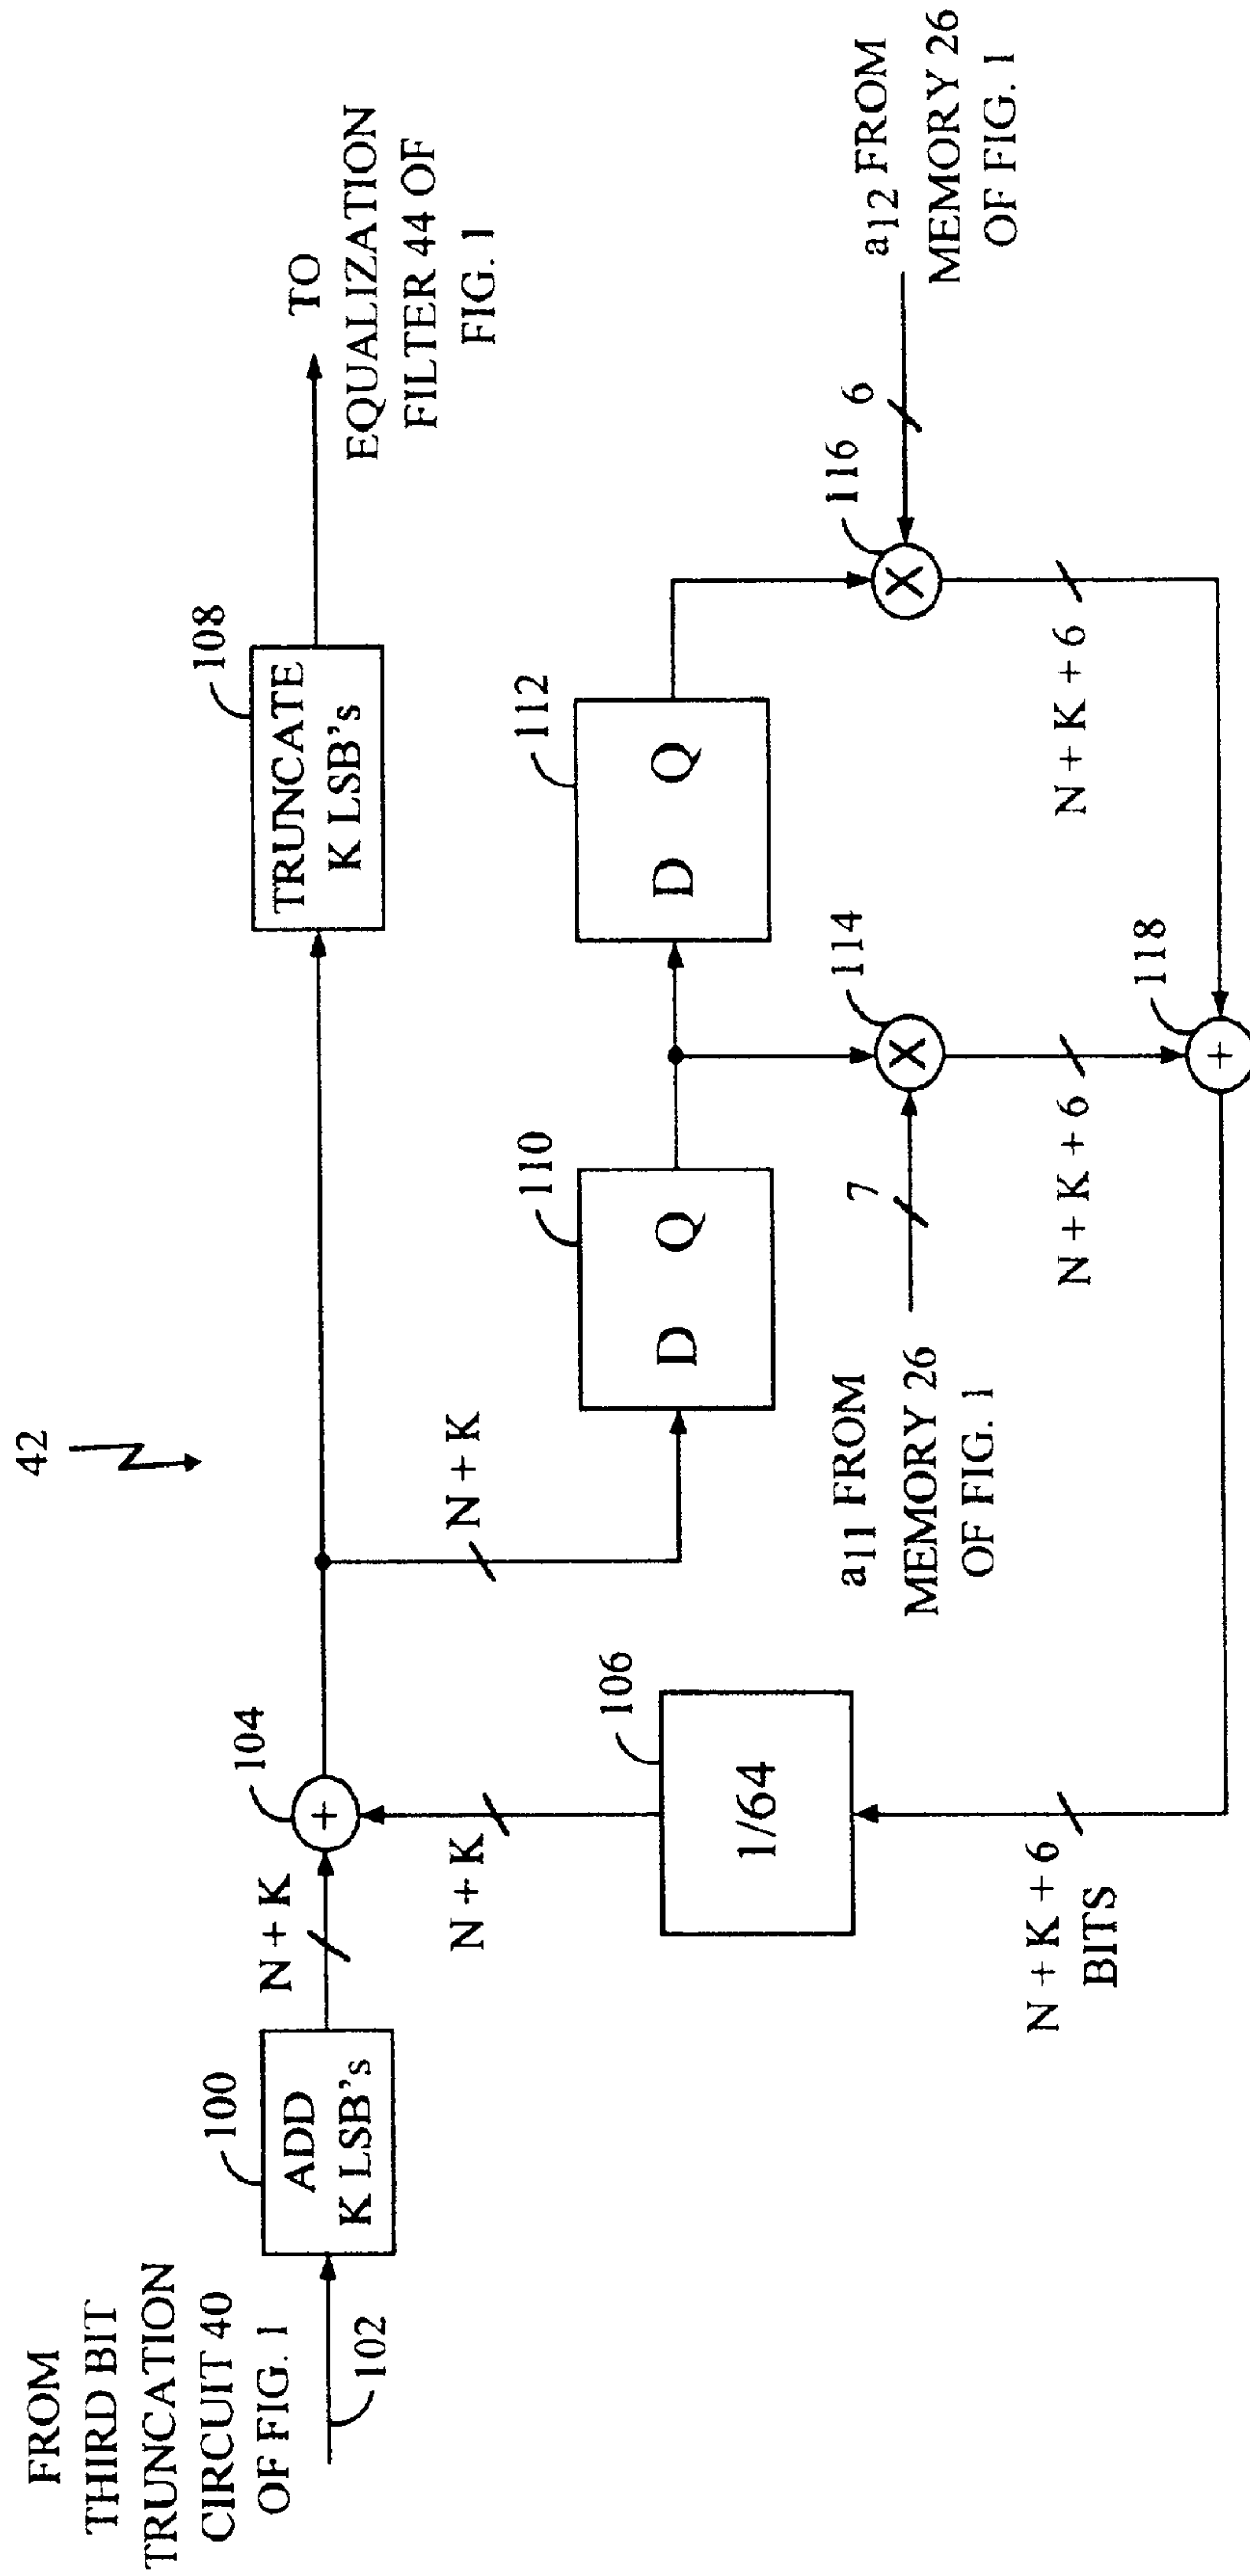 42
FROM
THIRD BIT
TRUNCATION
CIRCUIT 40
OF FIG. 1
102
100
ADD
K LSB's
N + K
104
+
N + K
106
1/64
N + K + 6
BITS
N + K
110
D Q
112
D Q
108
TRUNCATE
K LSB's
TO
EQUALIZATION
FILTER 44 OF
FIG. 1
a11 FROM
MEMORY 26
OF FIG. 1
7
114
X
N + K + 6
116
X
6
a12 FROM
MEMORY 26
OF FIG. 1
N + K + 6
118
+